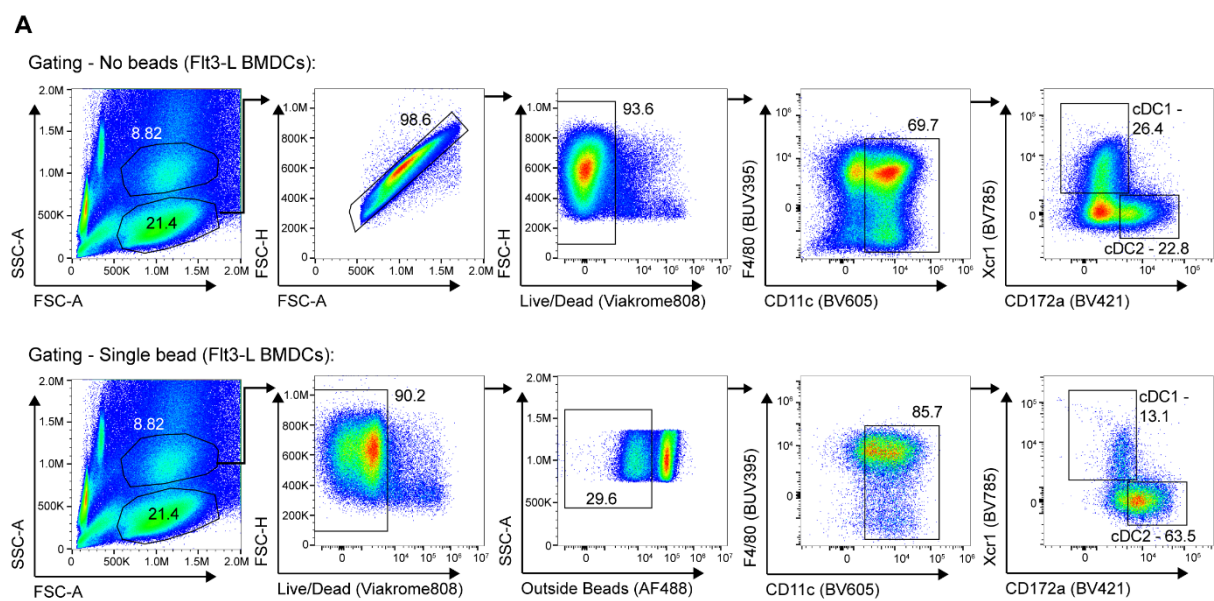 A
Gating - No beads (Flt3-L BMDCs):
2.0M
1.5M
1.0M
500K
0
8.82
21.4
500K 1.0M 1.5M 2.0M
SSC-A
FSC-A
1.0M
800K
600K
400K
200K
0
98.6
500K 1.0M 1.5M 2.0M
FSC-H
FSC-A
1.0M
800K
600K
400K
200K
0
93.6
0 10⁴ 10⁵ 10⁶ 10⁷
FSC-H
Live/Dead (Viakrome808)
10⁶
10⁴
0
69.7
0 10⁴ 10⁵ 10⁶
F4/80 (BUV395)
CD11c (BV605)
10⁵
10⁴
0
cDC1 -
26.4
cDC2 - 22.8
0 10⁴ 10⁵
Xcr1 (BV785)
CD172a (BV421)
Gating - Single bead (Flt3-L BMDCs):
2.0M
1.5M
1.0M
500K
0
8.82
21.4
500K 1.0M 1.5M 2.0M
SSC-A
FSC-A
1.0M
800K
600K
400K
200K
0
90.2
0 10⁴ 10⁵ 10⁶ 10⁷
FSC-H
Live/Dead (Viakrome808)
2.0M
1.5M
1.0M
500K
0
29.6
0 10⁴ 10⁵ 10⁶ 10⁷
SSC-A
Outside Beads (AF488)
10⁶
10⁴
0
85.7
0 10⁴ 10⁵ 10⁶
F4/80 (BUV395)
CD11c (BV605)
10⁵
10⁴
0
cDC1 -
13.1
cDC2 - 63.5
0 10⁴ 10⁵
Xcr1 (BV785)
CD172a (BV421)